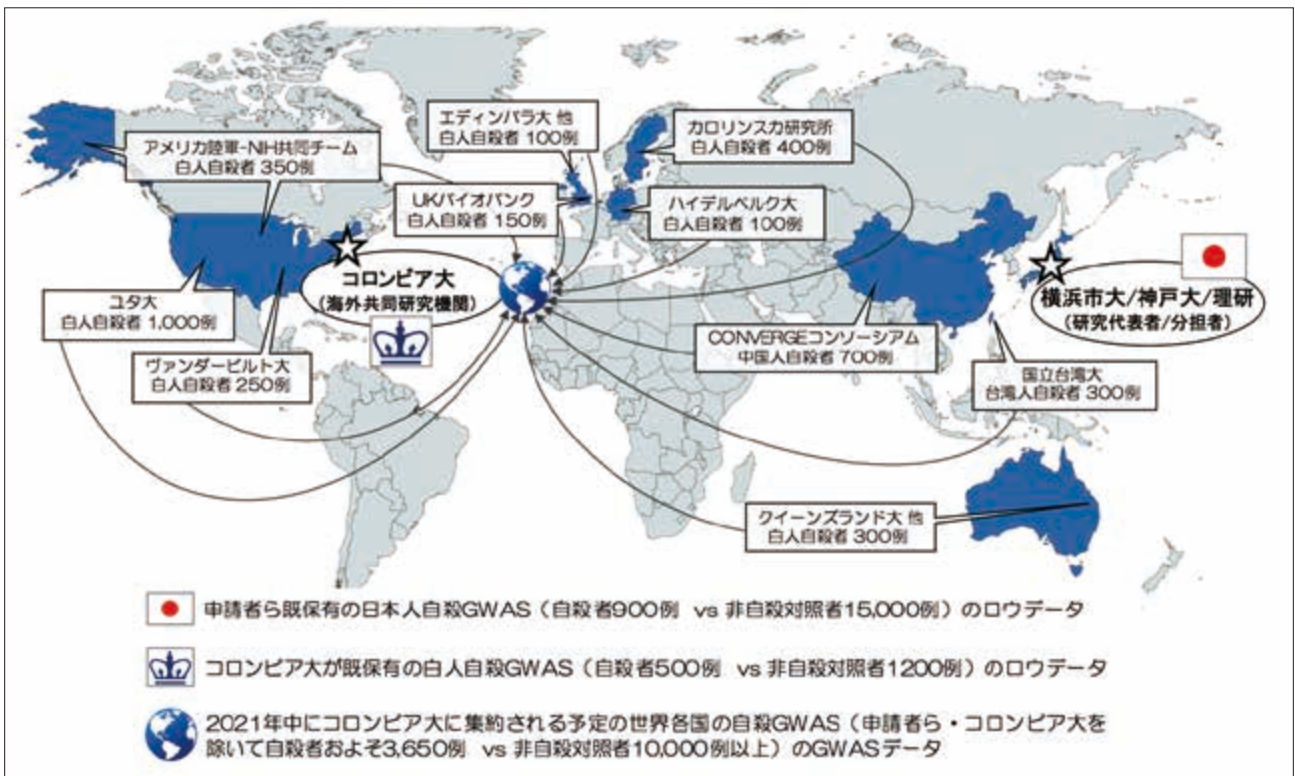 エディンバラ大 他
白人自殺者 100例
カロリンスカ研究所
白人自殺者 400例
アメリカ陸軍-NIH共同チーム
白人自殺者 350例
UKバイオバンク
白人自殺者 150例
ハイデルベルク大
白人自殺者 100例
コロンビア大
(海外共同研究機関)
横浜市大/神戸大/理研
(研究代表者/分担者)
ユタ大
白人自殺者 1,000例
ヴァンダービルト大
白人自殺者 250例
CONVERGEコンソーシアム
中国人自殺者 700例
国立台湾大
台湾人自殺者 300例
クイーンズランド大 他
白人自殺者 300例
申請者ら既保有の日本人自殺GWAS(自殺者900例 vs 非自殺対照者15,000例)のロウデータ
コロンビア大が既保有の白人自殺GWAS(自殺者500例 vs 非自殺対照者1200例)のロウデータ
2021年中にコロンビア大に集約される予定の世界各国の自殺GWAS(申請者ら・コロンビア大を
除いて自殺者およそ3,650例 vs 非自殺対照者10,000例以上)のGWASデータ